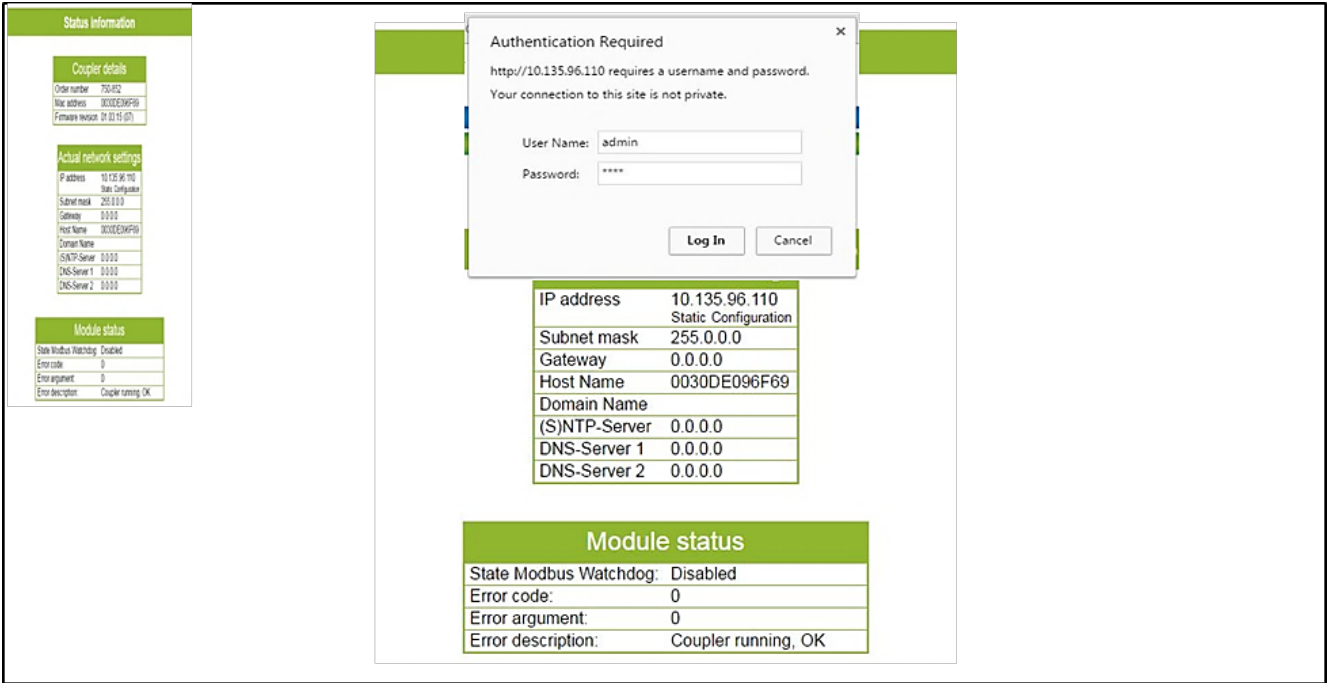 Status information
Coupler details
Order number 750-852
Mac address 0030DE096F69
Firmware revision 01.03.15 (07)
Actual network settings
IP address 10.135.96.110
Static Configuration
Subnet mask 255.0.0.0
Gateway 0.0.0.0
Host Name 0030DE096F69
Domain Name
(S)NTP-Server 0.0.0.0
DNS-Server 1 0.0.0.0
DNS-Server 2 0.0.0.0
Module status
State Modbus Watchdog: Disabled
Error code: 0
Error argument: 0
Error description: Coupler running, OK
Authentication Required
http://10.135.96.110 requires a username and password.
Your connection to this site is not private.
User Name: admin
Password: ****
Log In Cancel
IP address 10.135.96.110
Static Configuration
Subnet mask 255.0.0.0
Gateway 0.0.0.0
Host Name 0030DE096F69
Domain Name
(S)NTP-Server 0.0.0.0
DNS-Server 1 0.0.0.0
DNS-Server 2 0.0.0.0
Module status
State Modbus Watchdog: Disabled
Error code: 0
Error argument: 0
Error description: Coupler running, OK